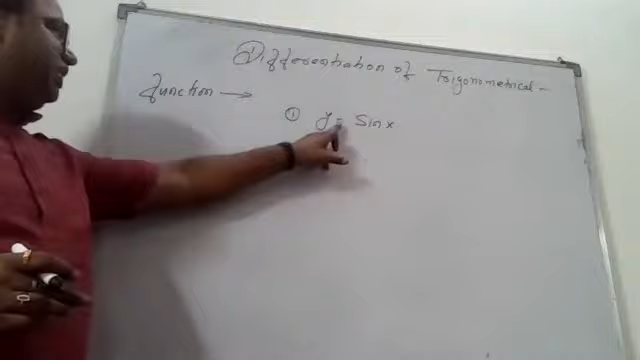 Differentiation of Trigonometrical -
function →
① y = Sin x